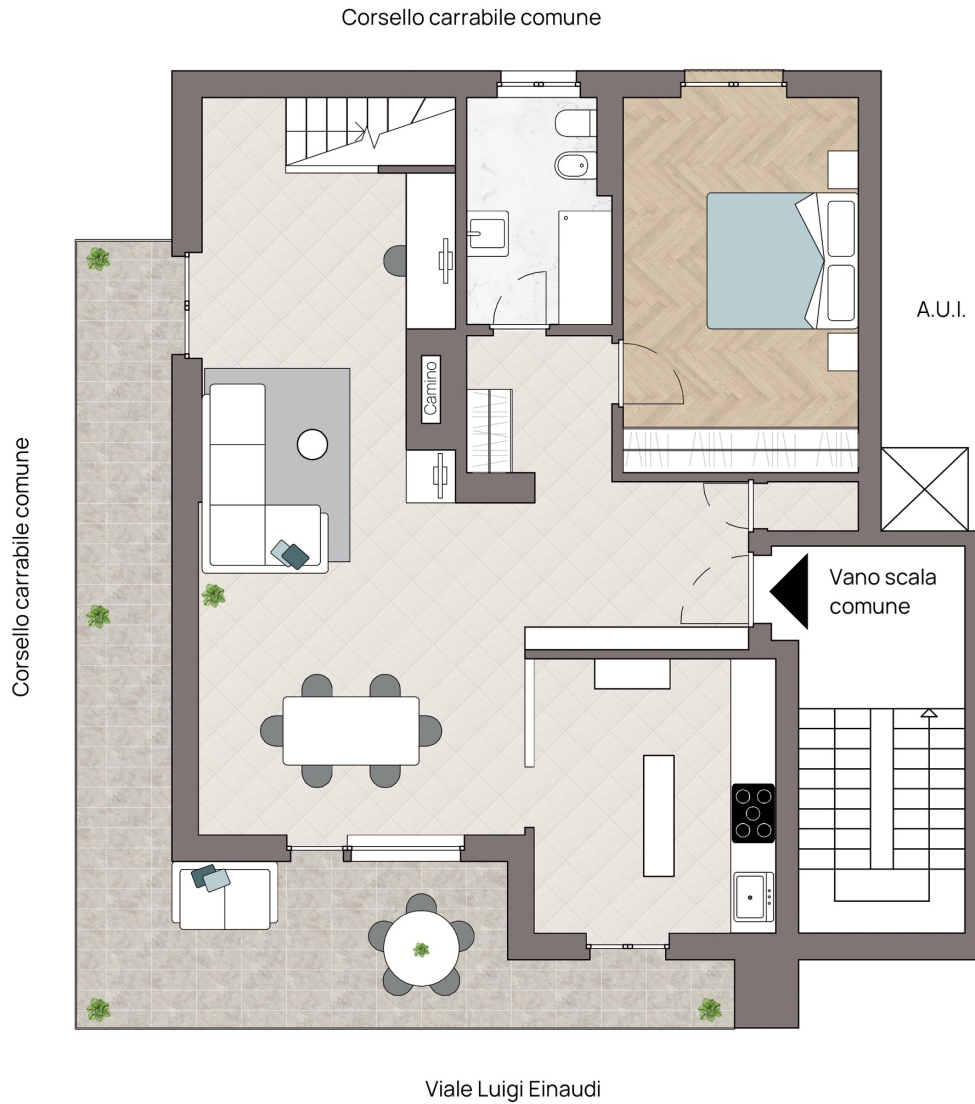 Corsello carrabile comune
A.U.I.
Camino
Corsello carrabile comune
Vano scala
comune
Viale Luigi Einaudi